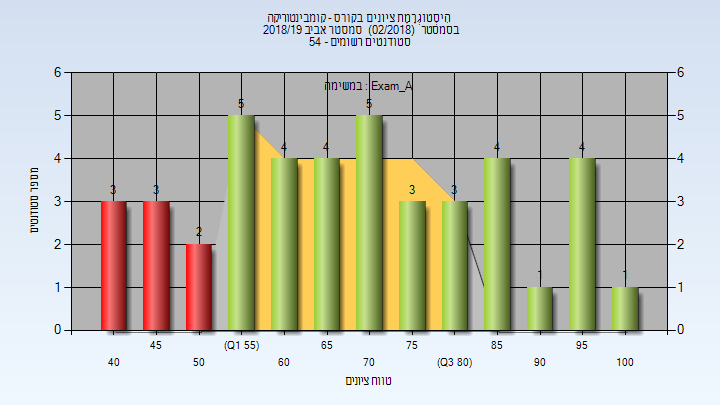 היסטוגרמת ציונים בקורס - קומבינטוריקה
בסמסטר (02/2018) סמסטר אביב 2018/19
סטודנטים רשומים - 54
במשימה : Exam_A
מספר סטודנטים
6 6
5 5
4 4
3 3
2 2
1 1
0 0
3 3 2 5 4 4 5 3 3 4 1 4 1
45 (Q1 55) 65 75 85 95
40 50 60 70 (Q3 80) 90 100
טווח ציונים